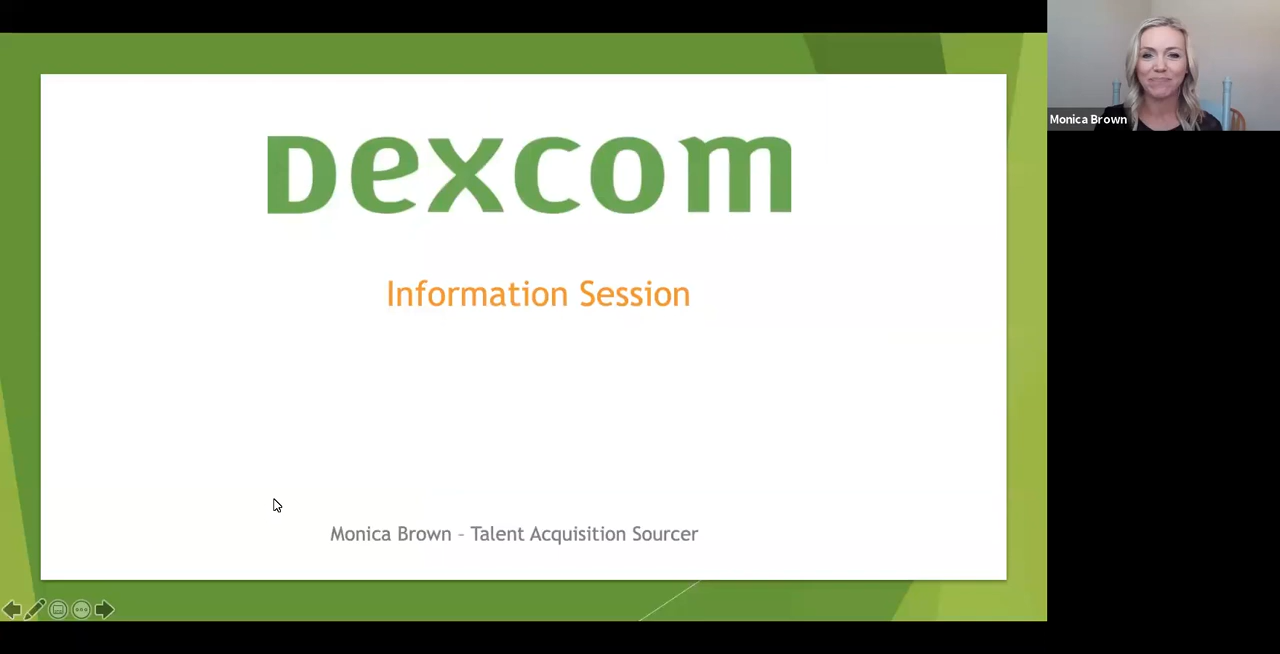 Dexcom
Information Session
Monica Brown – Talent Acquisition Sourcer
Monica Brown